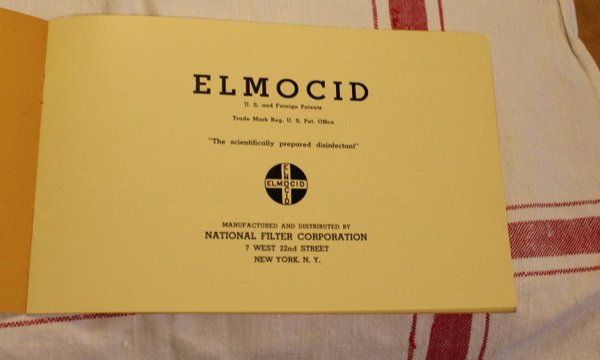 ELMOCID
U. S. and Foreign Patents
Trade Mark Reg. U. S. Pat. Office
"The scientifically prepared disinfectant"
ELMOCID
ELMOCID
MANUFACTURED AND DISTRIBUTED BY
NATIONAL FILTER CORPORATION
7 WEST 22nd STREET
NEW YORK, N. Y.